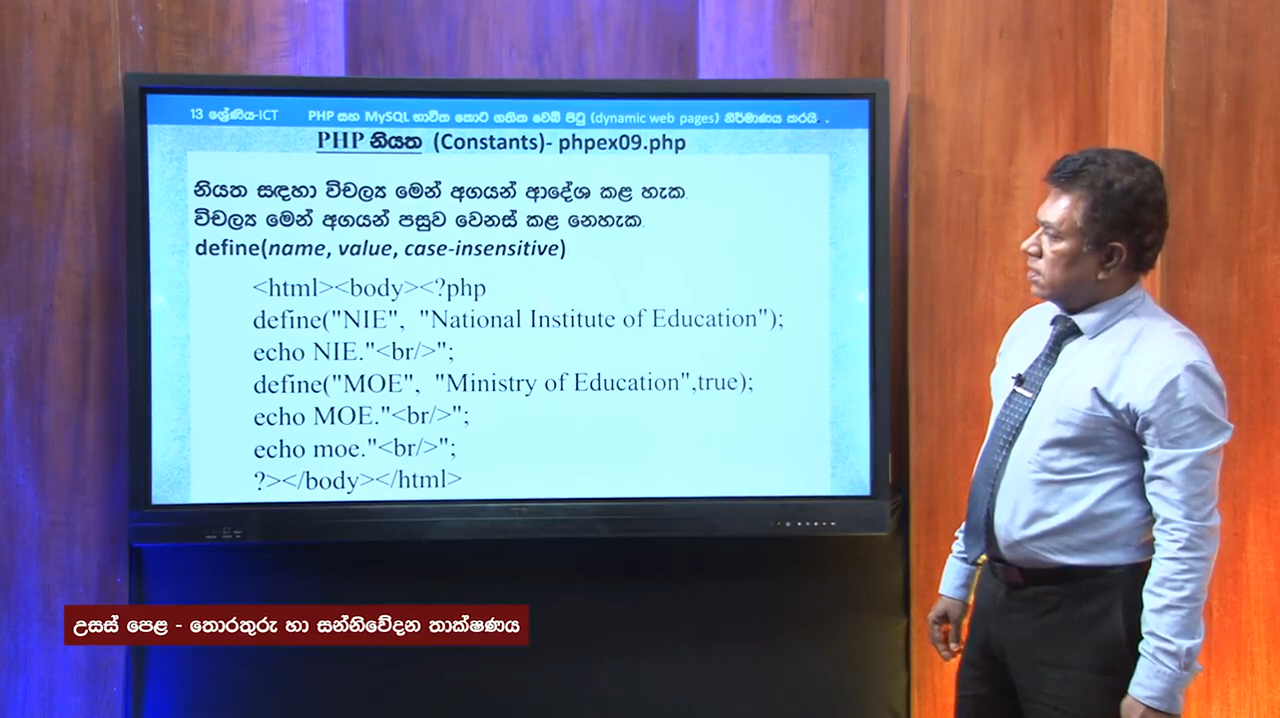 13 ශ්‍රේණිය-ICT PHP සහ MySQL භාවිත කොට ගතික වෙබ් පිටු (dynamic web pages) නිර්මාණය කරයි. .
PHP නියත (Constants)- phpex09.php
නියත සඳහා විචල්‍ය මෙන් අගයන් ආදේශ කළ හැක.
විචල්‍ය මෙන් අගයන් පසුව වෙනස් කළ නෙහැක.
define(name, value, case-insensitive)
<html><body><?php
define("NIE", "National Institute of Education");
echo NIE."<br/>";
define("MOE", "Ministry of Education",true);
echo MOE."<br/>";
echo moe."<br/>";
?></body></html>
උසස් පෙළ - තොරතුරු හා සන්නිවේදන තාක්ෂණය